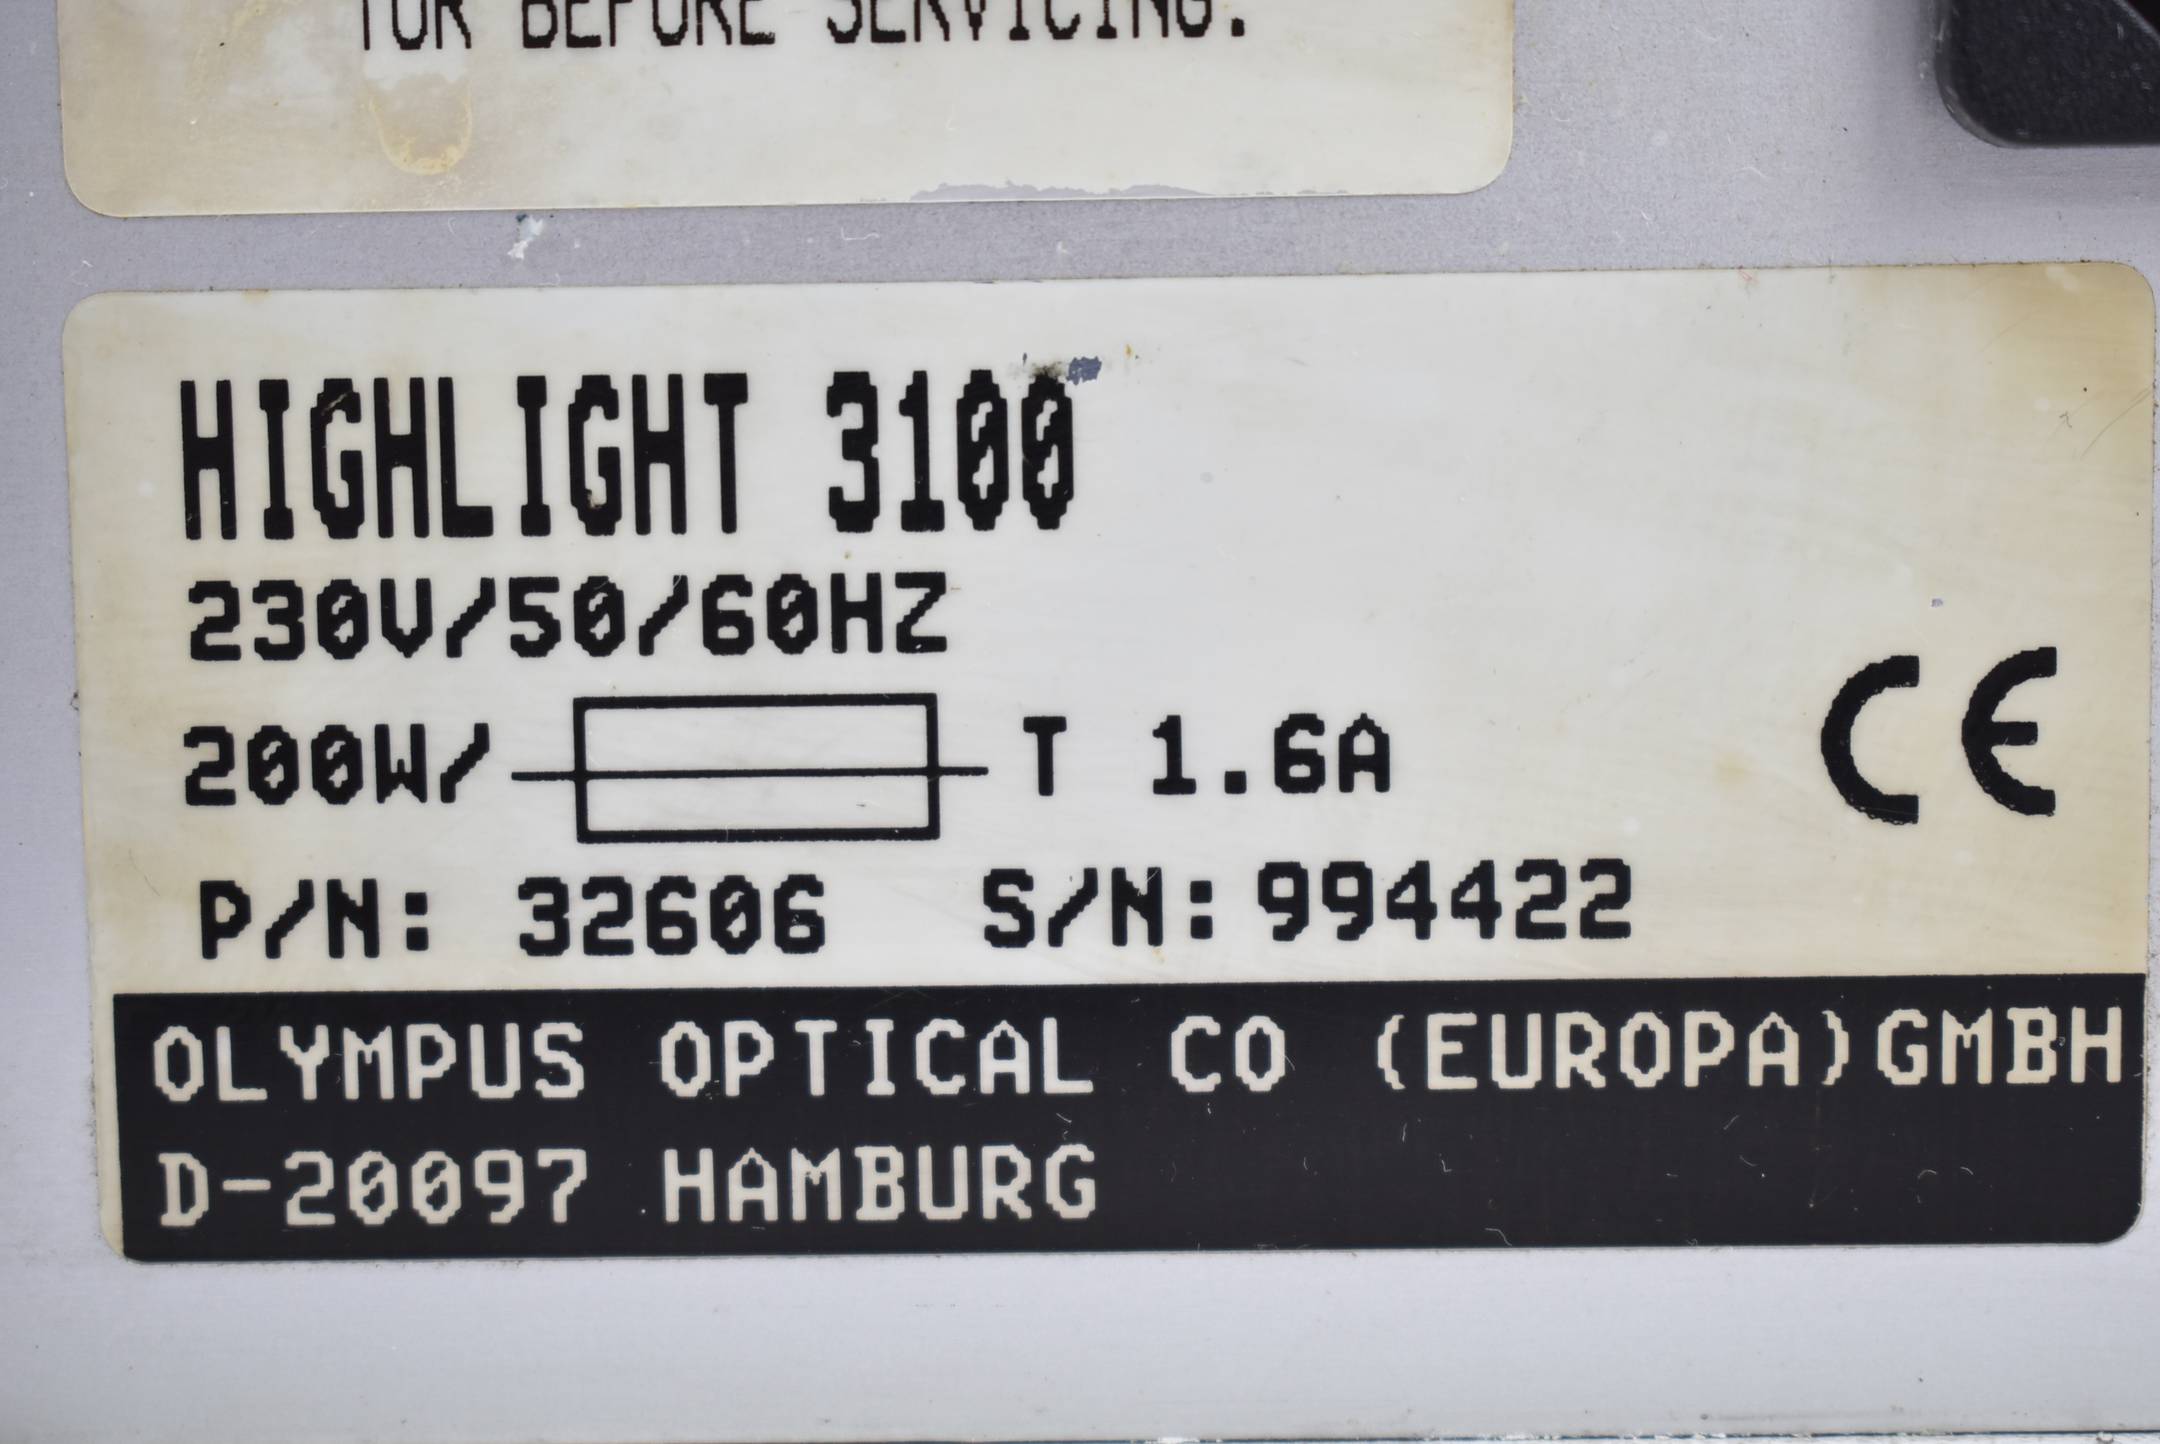 TOR BEFORE SERVICING.
HIGHLIGHT 3100
230V/50/60HZ
200W/ T 1.6A
CE
P/N: 32606 S/N: 994422
OLYMPUS OPTICAL CO (EUROPA)GMBH
D-20097 HAMBURG